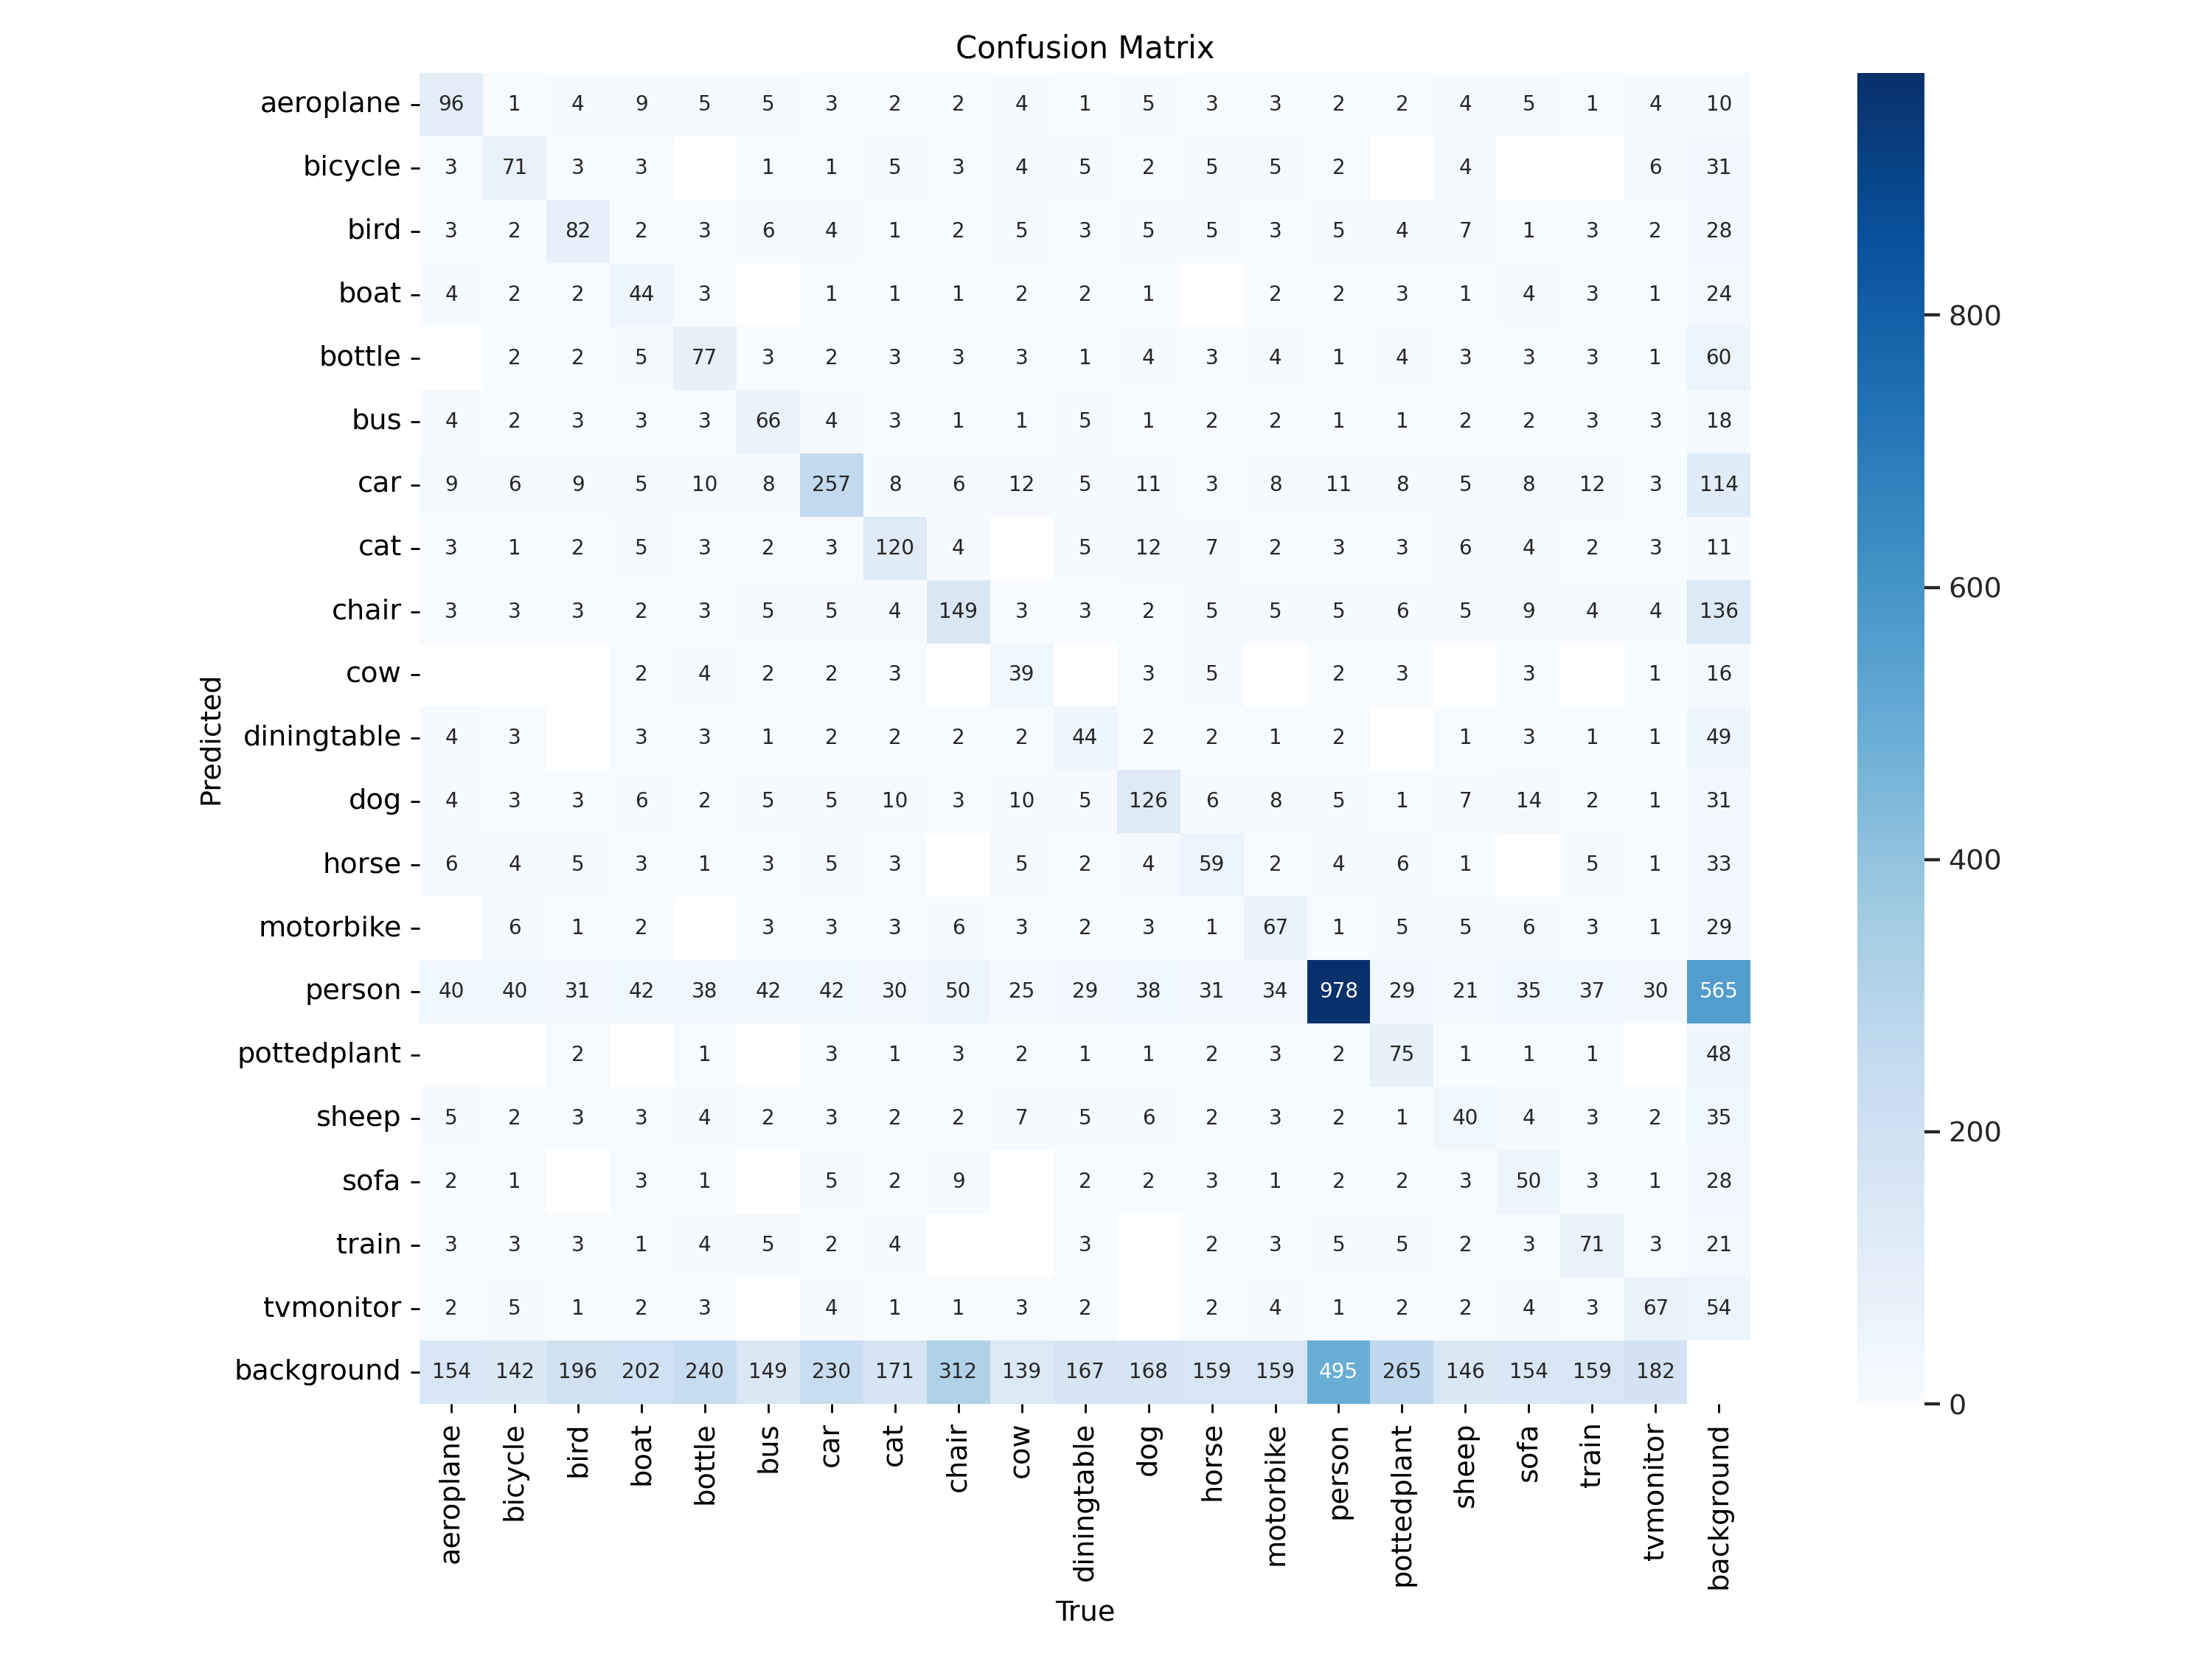 Confusion Matrix
aeroplane 96 1 4 9 5 5 3 2 2 4 1 5 3 3 2 2 4 5 1 4 10
bicycle 3 71 3 3 1 1 5 3 4 5 2 5 5 2 4 6 31
bird 3 2 82 2 3 6 4 1 2 5 3 5 5 3 5 4 7 1 3 2 28
boat 4 2 2 44 3 1 1 1 2 2 1 2 2 3 1 4 3 1 24
bottle 2 2 5 77 3 2 3 3 3 1 4 3 4 1 4 3 3 3 1 60
bus 4 2 3 3 3 66 4 3 1 1 5 1 2 2 1 1 2 2 3 3 18
car 9 6 9 5 10 8 257 8 6 12 5 11 3 8 11 8 5 8 12 3 114
cat 3 1 2 5 3 2 3 120 4 5 12 7 2 3 3 6 4 2 3 11
chair 3 3 3 2 3 5 5 4 149 3 3 2 5 5 5 6 5 9 4 4 136
cow 2 4 2 2 3 39 3 5 2 3 3 1 16
diningtable 4 3 3 3 1 2 2 2 2 44 2 2 1 2 1 3 1 1 49
dog 4 3 3 6 2 5 5 10 3 10 5 126 6 8 5 1 7 14 2 1 31
horse 6 4 5 3 1 3 5 3 5 2 4 59 2 4 6 1 5 1 33
motorbike 6 1 2 3 3 3 6 3 2 3 1 67 1 5 5 6 3 1 29
person 40 40 31 42 38 42 42 30 50 25 29 38 31 34 978 29 21 35 37 30 565
pottedplant 2 1 3 1 3 2 1 1 2 3 2 75 1 1 1 48
sheep 5 2 3 3 4 2 3 2 2 7 5 6 2 3 2 1 40 4 3 2 35
sofa 2 1 3 1 5 2 9 2 2 3 1 2 2 3 50 3 1 28
train 3 3 3 1 4 5 2 4 3 2 3 5 5 2 3 71 3 21
tvmonitor 2 5 1 2 3 4 1 1 3 2 2 4 1 2 2 4 3 67 54
background 154 142 196 202 240 149 230 171 312 139 167 168 159 159 495 265 146 154 159 182
aeroplane bicycle bird boat bottle bus car cat chair cow diningtable dog horse motorbike person pottedplant sheep sofa train tvmonitor background
True
Predicted
800
600
400
200
0